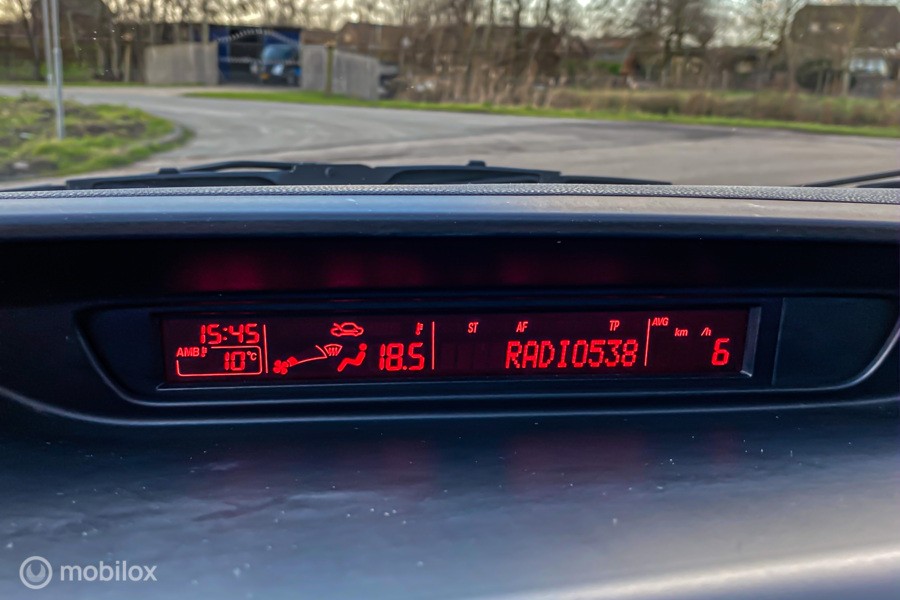 15:45
AMB 10°C
18.5
ST AF TP
RADIO538
AVG
km /h
6
mobilox